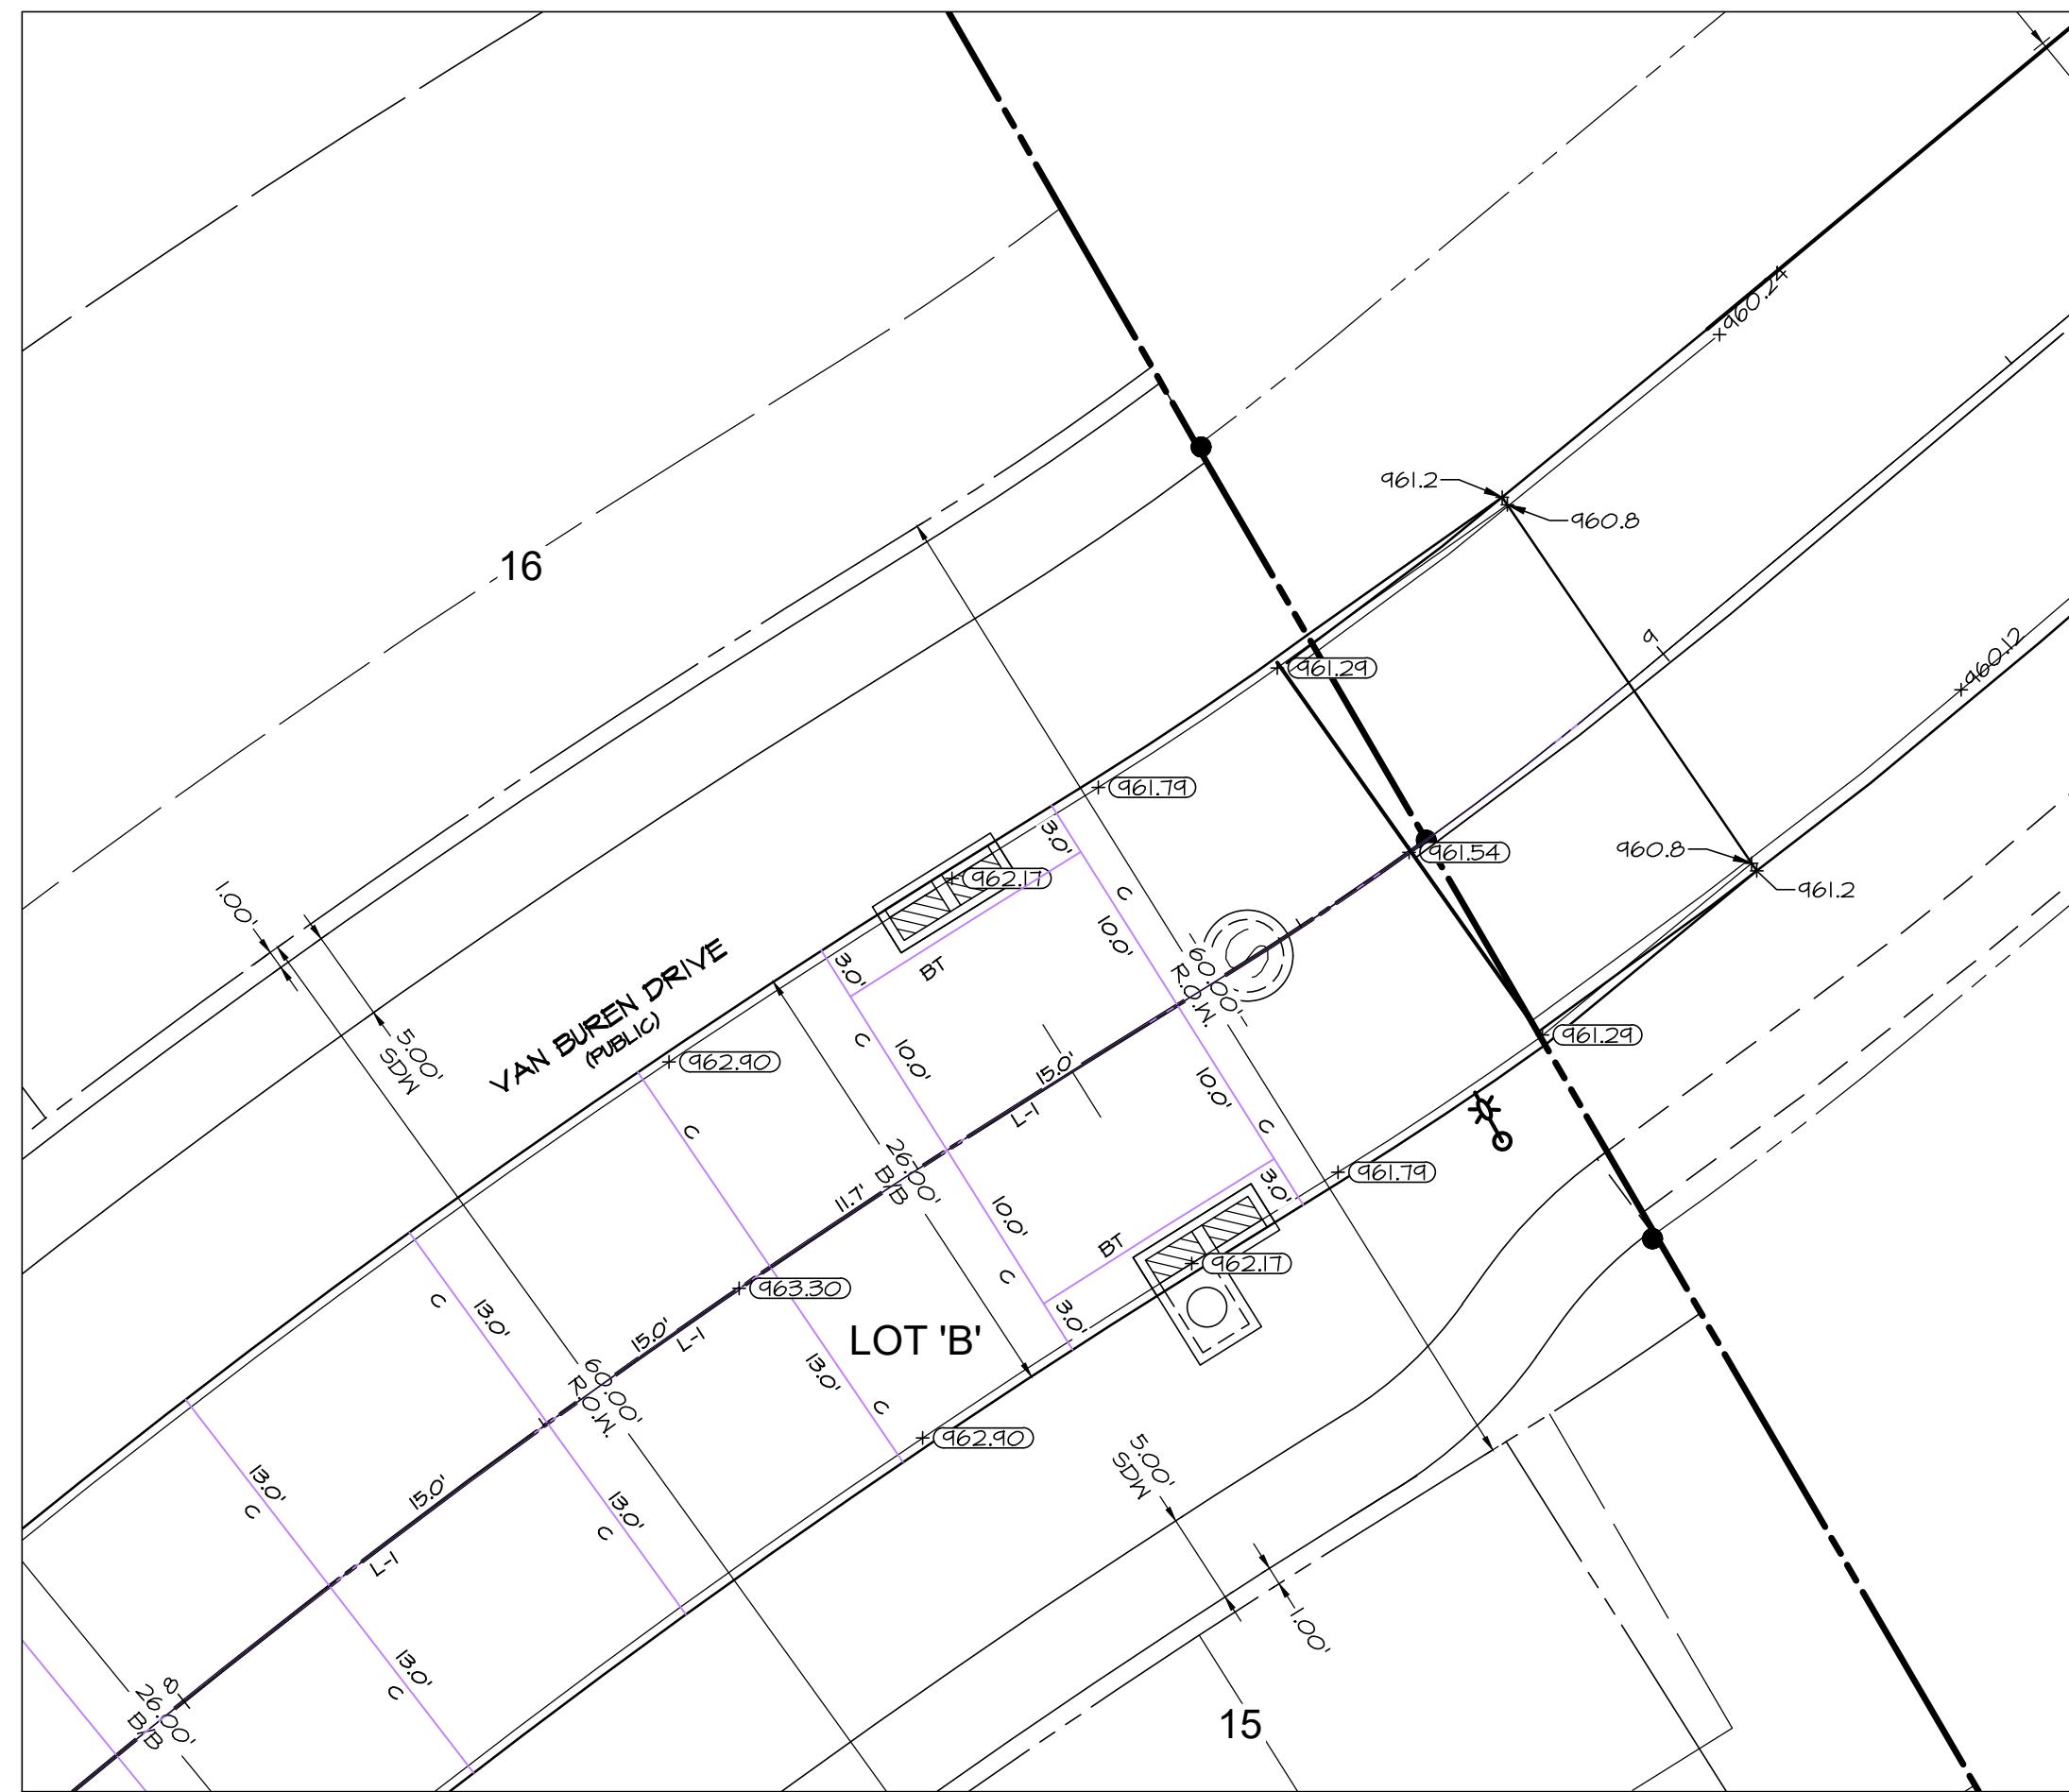 16
960.24
961.2
960.8
9
960.12
961.29
961.79
962.17
961.54
960.8
961.2
961.29
1.00'
5.00'
SDW
VAN BUREN DRIVE
(PUBLIC)
3.0'
C
10.0'
BT
3.0'
C
10.0'
60.00'
R.O.W.
962.90
C
26.00'
B/B
15.0'
L-1
11.7'
10.0'
C
10.0'
C
3.0'
961.79
BT
3.0'
962.17
963.30
LOT 'B'
13.0'
C
13.0'
C
15.0'
L-1
60.00'
R.O.W.
962.90
5.00'
SDW
13.0'
C
15.0'
L-1
13.0'
C
1.00'
13.0'
C
8
26.00'
B/B
15